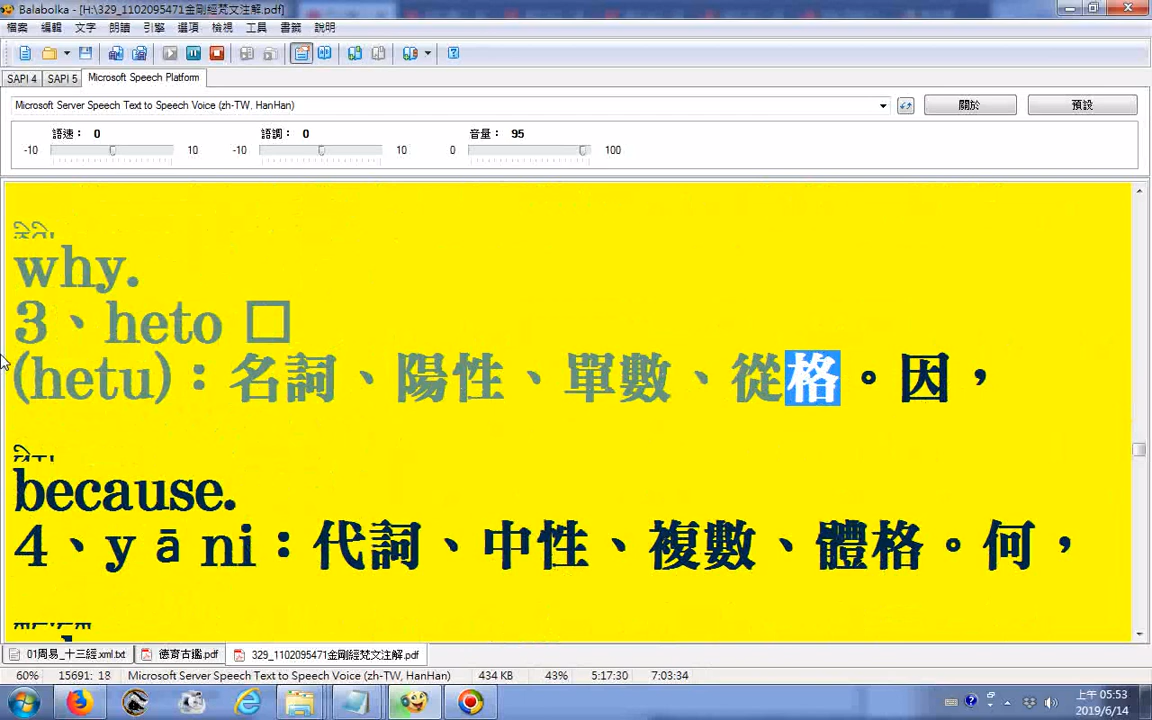 Balabolka - [H:\329_1102095471金剛經梵文注解.pdf]
檔案 編輯 文字 朗讀 引擎 選項 檢視 工具 書籤 說明
SAPI 4 SAPI 5 Microsoft Speech Platform
Microsoft Server Speech Text to Speech Voice (zh-TW, HanHan) 關於 預設
語速： 0 語調： 0 音量： 95
-10 10 -10 10 0 100
why.
3、heto □
(hetu)：名詞、陽性、單數、從格。因，
because.
4、yāni：代詞、中性、複數、體格。何，
01周易_十三經.xml.txt 德育古鑑.pdf 329_1102095471金剛經梵文注解.pdf
60% 15691: 13 Microsoft Server Speech Text to Speech Voice (zh-TW, HanHan) 434 KB 43% 5:17:30 7:03:34
上午 05:53
2019/6/14